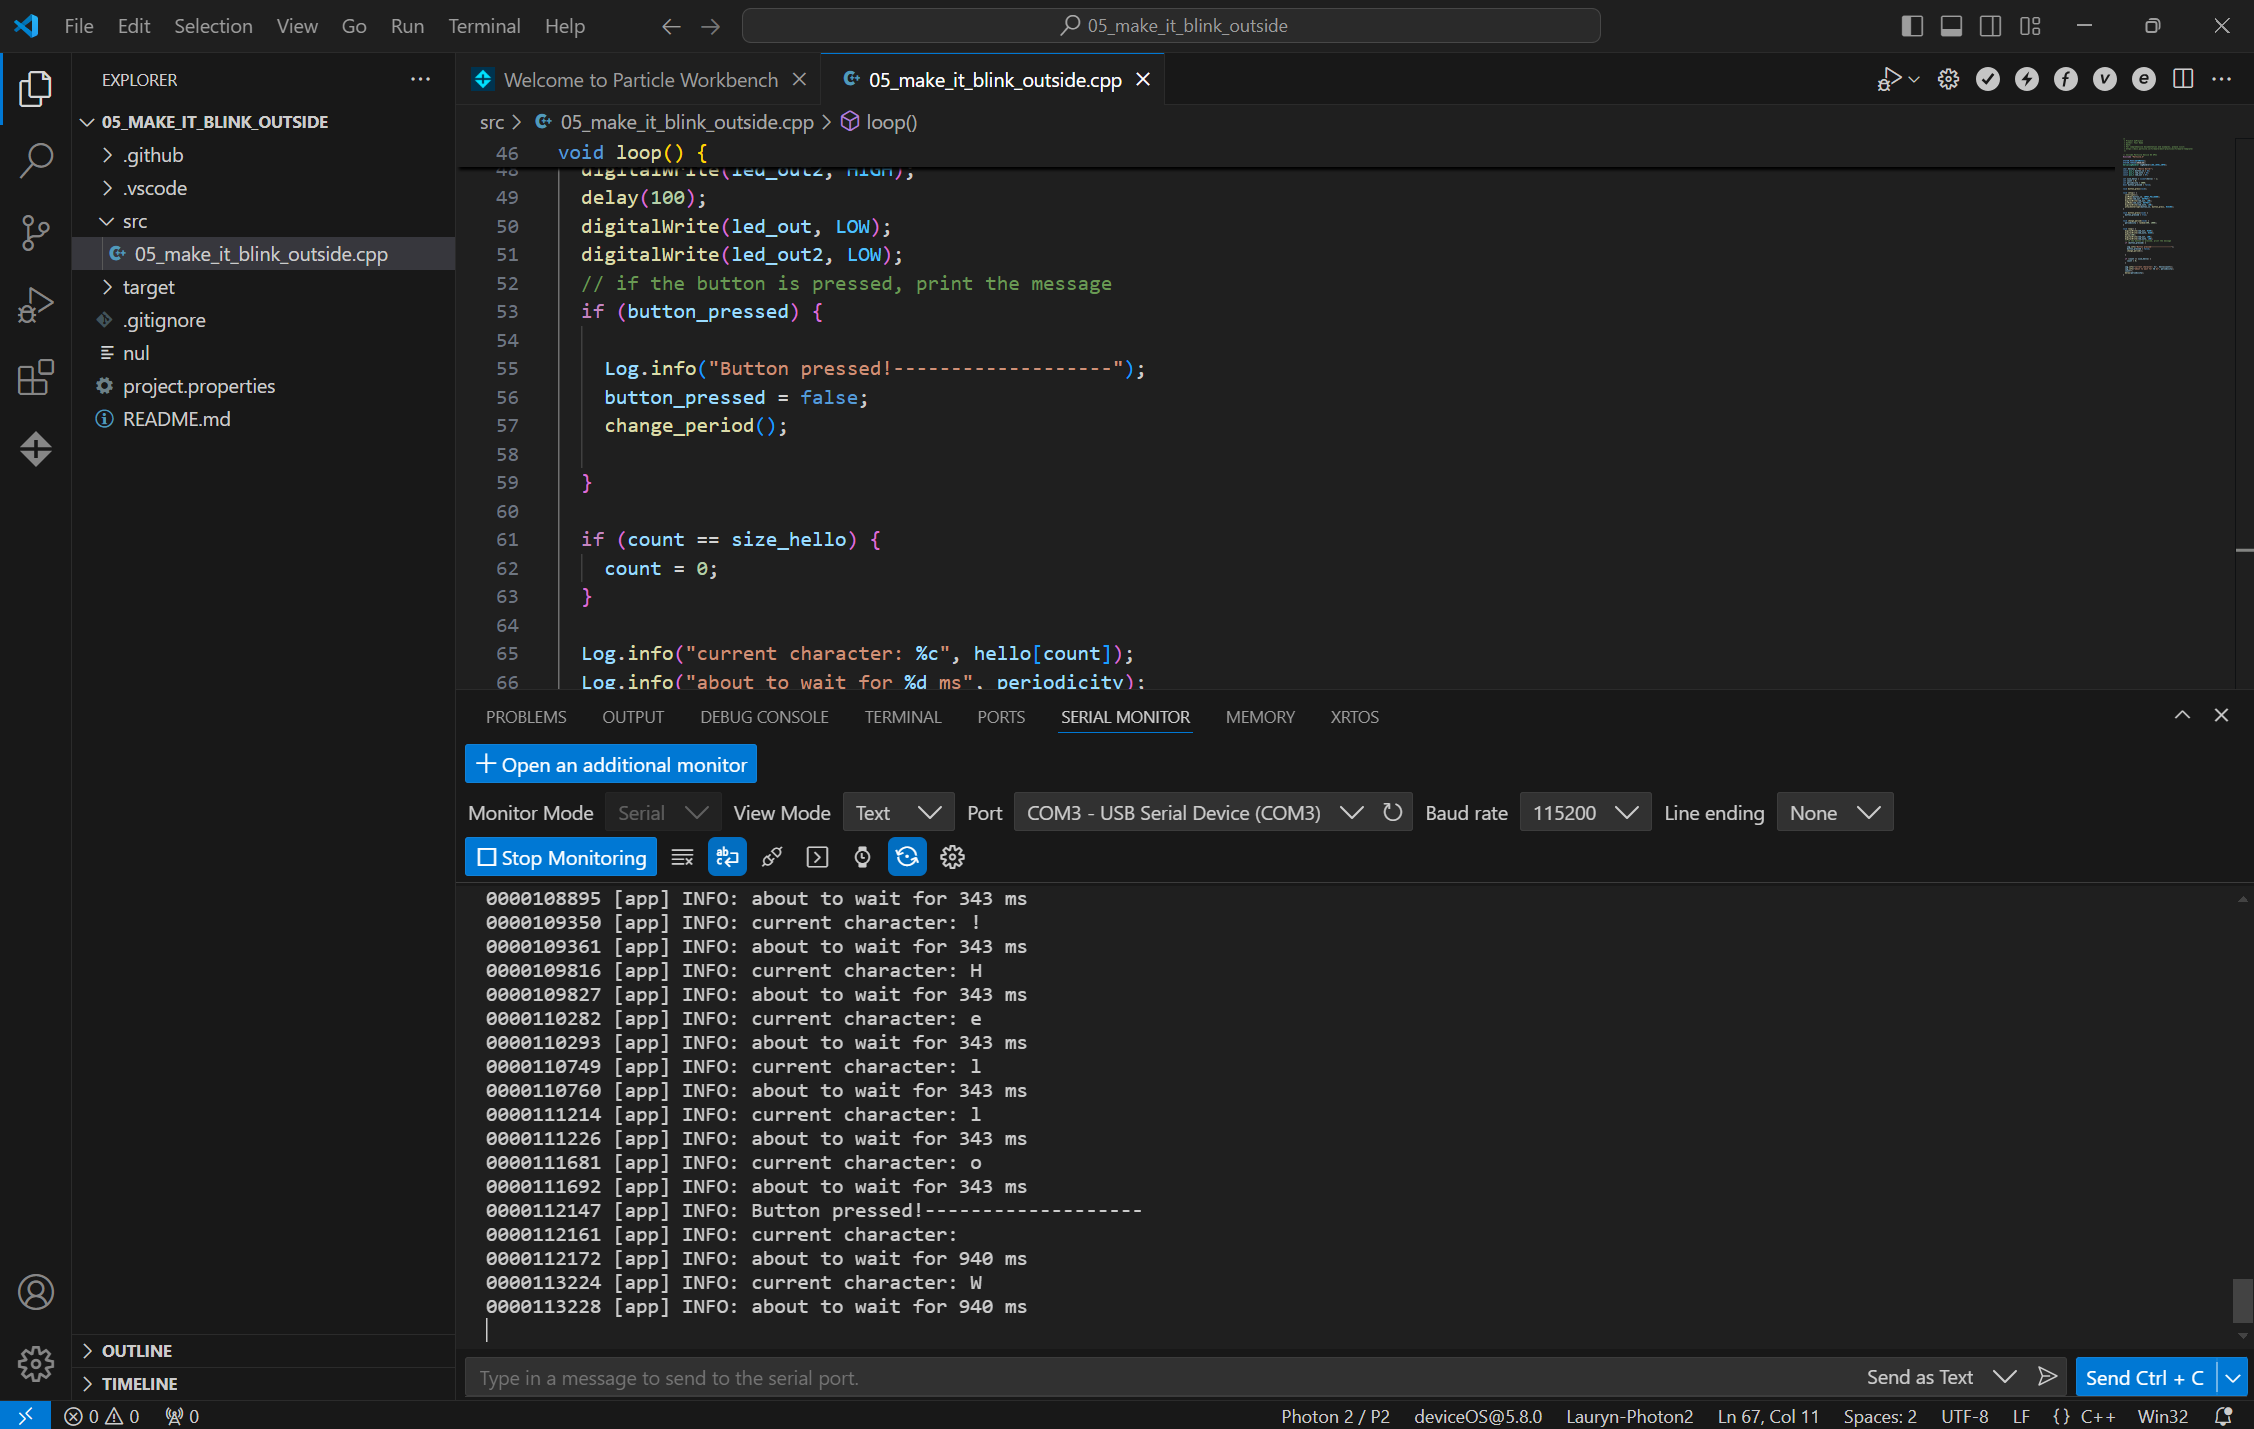 File Edit Selection View Go Run Terminal Help
05_make_it_blink_outside
EXPLORER
05_MAKE_IT_BLINK_OUTSIDE
.github
.vscode
src
05_make_it_blink_outside.cpp
target
.gitignore
nul
project.properties
README.md
OUTLINE
TIMELINE
Welcome to Particle Workbench
05_make_it_blink_outside.cpp
src > 05_make_it_blink_outside.cpp > loop()
46 void loop() {
48 digitalWrite(led_out2, HIGH);
49 delay(100);
50 digitalWrite(led_out, LOW);
51 digitalWrite(led_out2, LOW);
52 // if the button is pressed, print the message
53 if (button_pressed) {
54
55 Log.info("Button pressed!-------------------");
56 button_pressed = false;
57 change_period();
58
59 }
60
61 if (count == size_hello) {
62 count = 0;
63 }
64
65 Log.info("current character: %c", hello[count]);
66 Log.info("about to wait for %d ms", periodicity);
PROBLEMS OUTPUT DEBUG CONSOLE TERMINAL PORTS SERIAL MONITOR MEMORY XRTOS
Open an additional monitor
Monitor Mode Serial View Mode Text Port COM3 - USB Serial Device (COM3) Baud rate 115200 Line ending None
Stop Monitoring
0000108895 [app] INFO: about to wait for 343 ms
0000109350 [app] INFO: current character: !
0000109361 [app] INFO: about to wait for 343 ms
0000109816 [app] INFO: current character: H
0000109827 [app] INFO: about to wait for 343 ms
0000110282 [app] INFO: current character: e
0000110293 [app] INFO: about to wait for 343 ms
0000110749 [app] INFO: current character: l
0000110760 [app] INFO: about to wait for 343 ms
0000111214 [app] INFO: current character: l
0000111226 [app] INFO: about to wait for 343 ms
0000111681 [app] INFO: current character: o
0000111692 [app] INFO: about to wait for 343 ms
0000112147 [app] INFO: Button pressed!-------------------
0000112161 [app] INFO: current character:
0000112172 [app] INFO: about to wait for 940 ms
0000113224 [app] INFO: current character: W
0000113228 [app] INFO: about to wait for 940 ms
Type in a message to send to the serial port. Send as Text Send Ctrl + C
0 0 0 Photon 2 / P2 deviceOS@5.8.0 Lauryn-Photon2 Ln 67, Col 11 Spaces: 2 UTF-8 LF {} C++ Win32